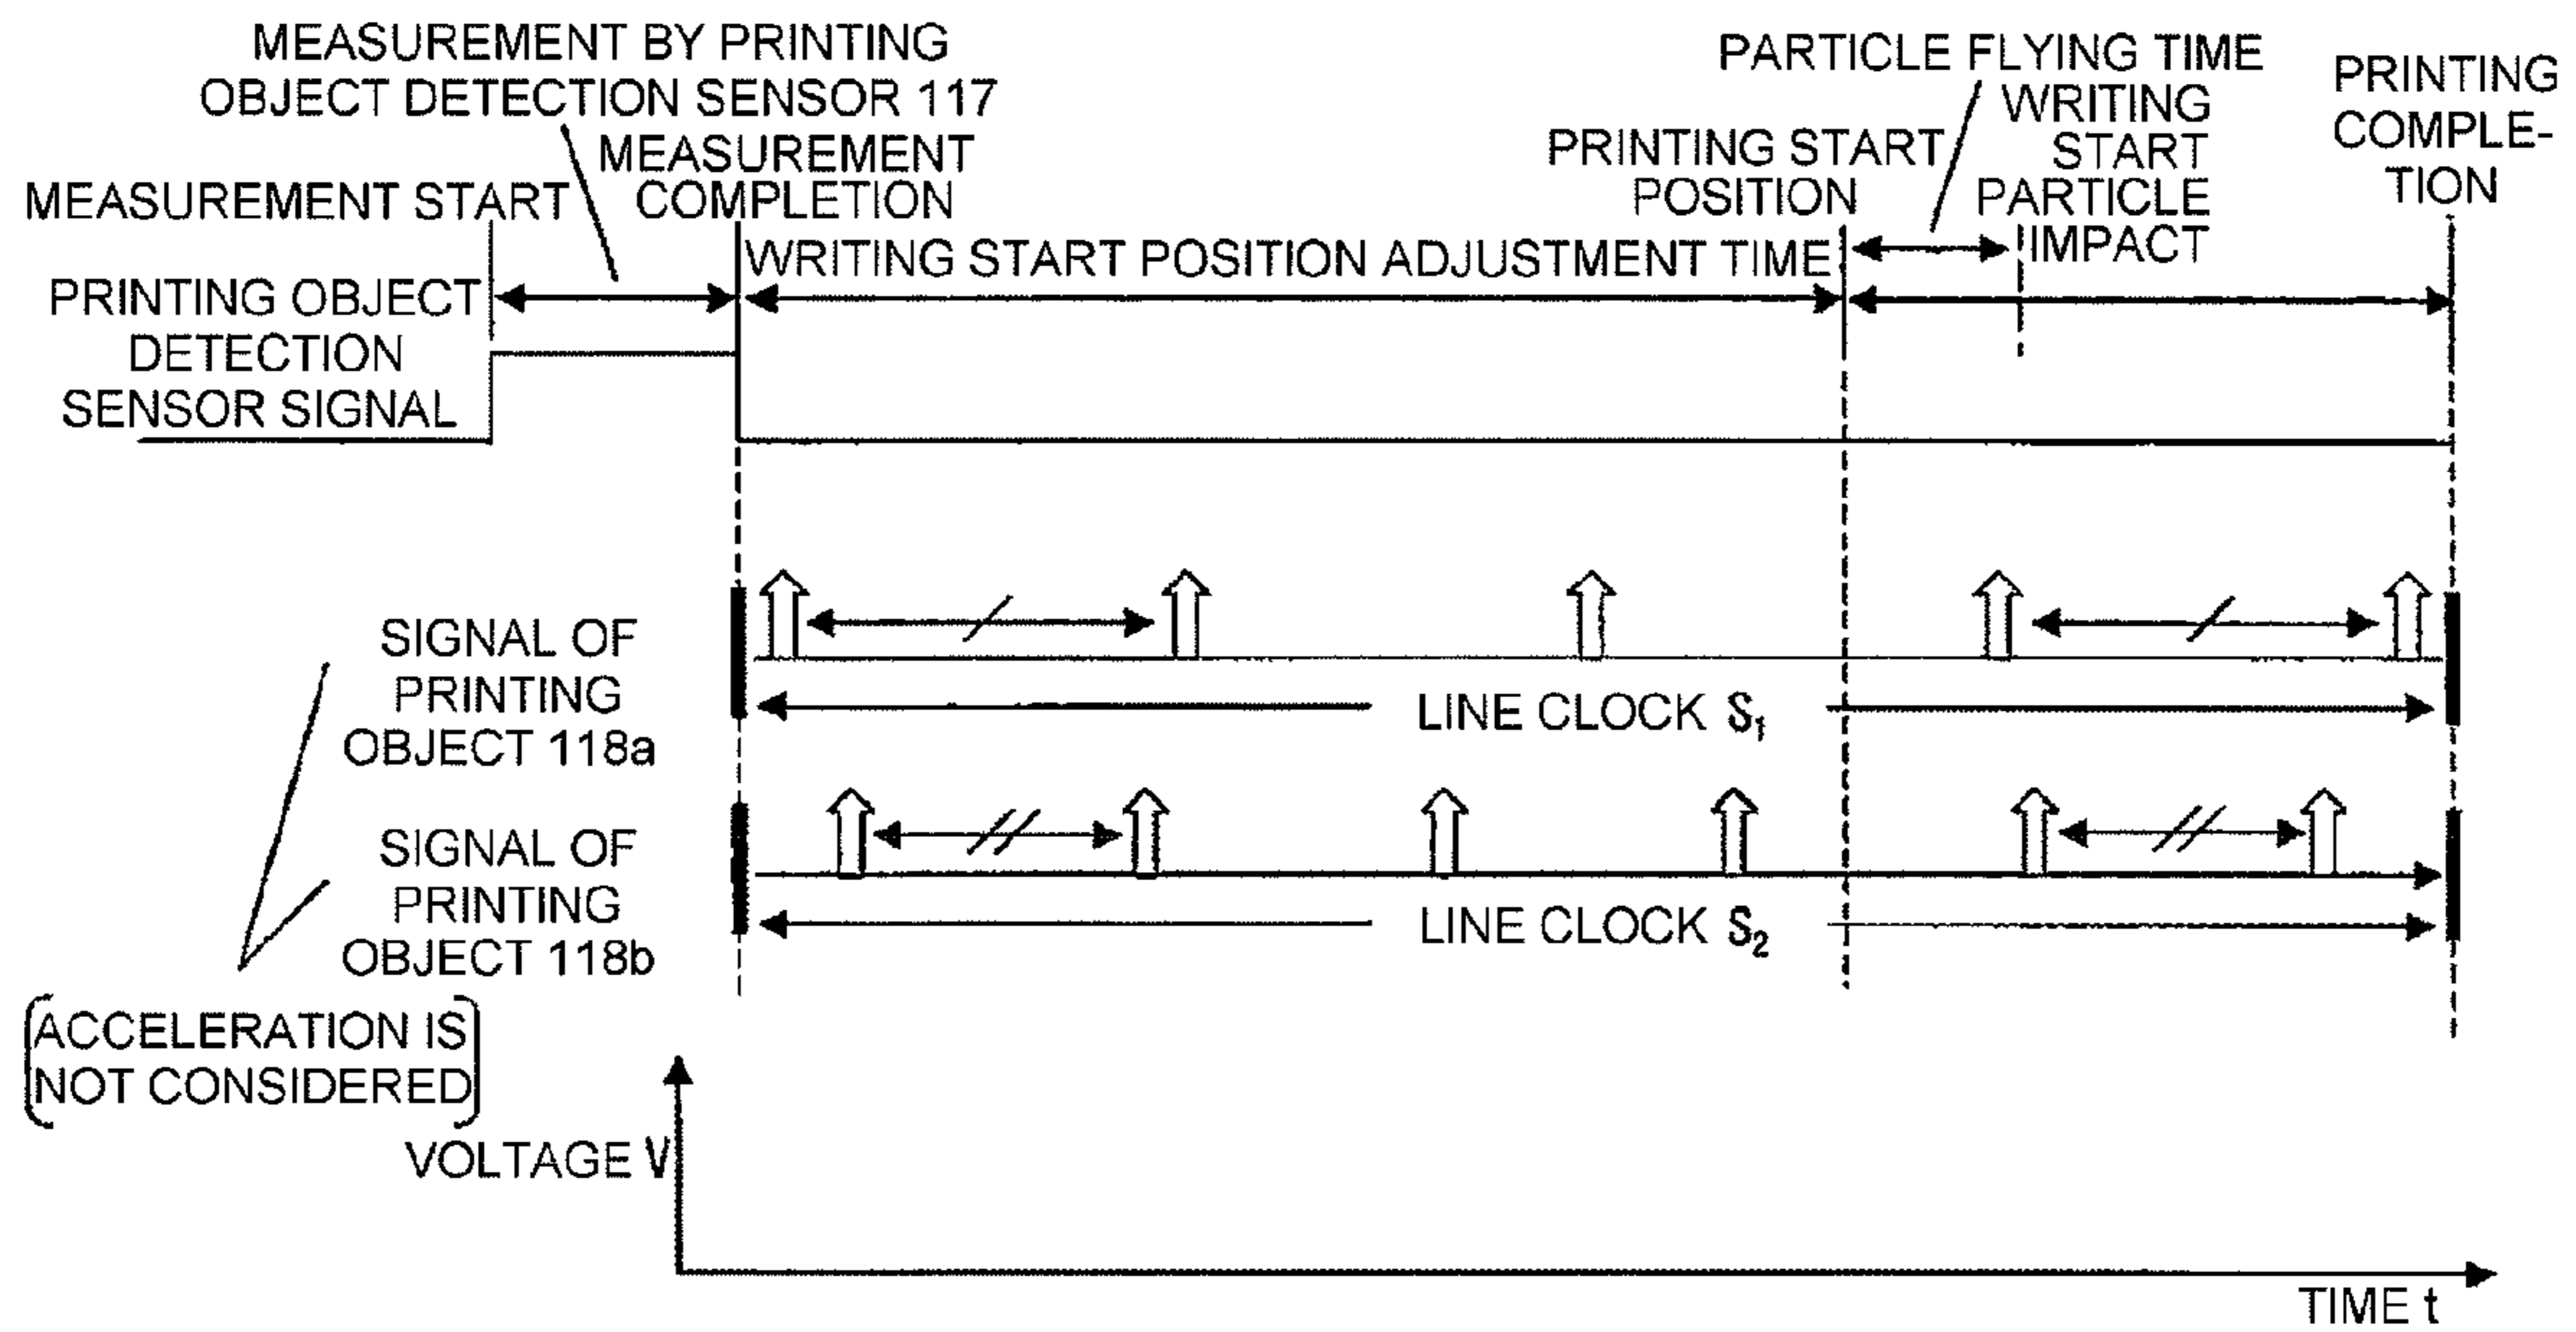 MEASUREMENT BY PRINTING
OBJECT DETECTION SENSOR 117
MEASUREMENT START
MEASUREMENT
COMPLETION
PARTICLE FLYING TIME
PRINTING START
POSITION
WRITING
START
PARTICLE
IMPACT
PRINTING
COMPLE-
TION
WRITING START POSITION ADJUSTMENT TIME
PRINTING OBJECT
DETECTION
SENSOR SIGNAL
SIGNAL OF
PRINTING
OBJECT 118a
LINE CLOCK S₁
SIGNAL OF
PRINTING
OBJECT 118b
LINE CLOCK S₂
ACCELERATION IS
NOT CONSIDERED
VOLTAGE V
TIME t